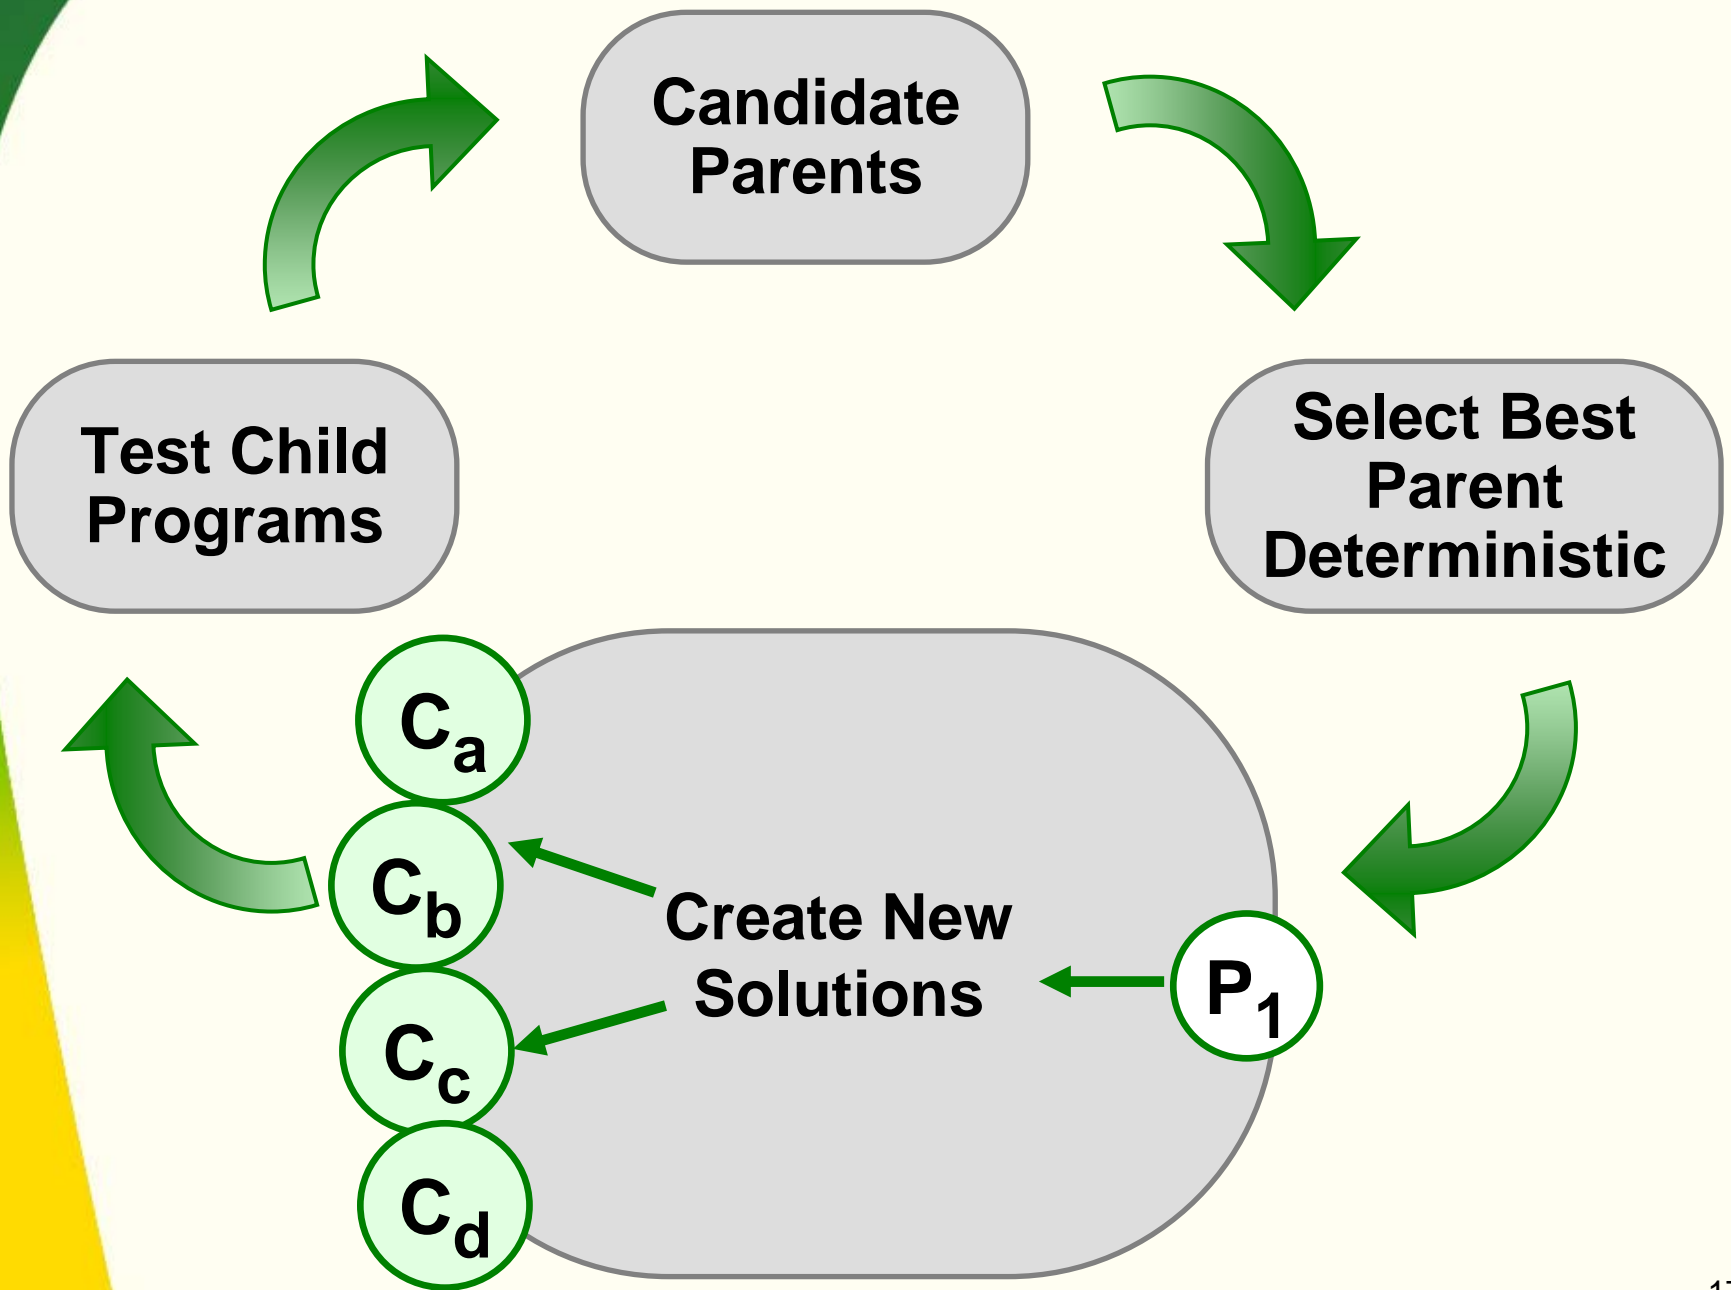 Candidate
Parents
Select Best
Parent
Deterministic
Test Child
Programs
Ca
Cb
Cc
Cd
Create New
Solutions
P1